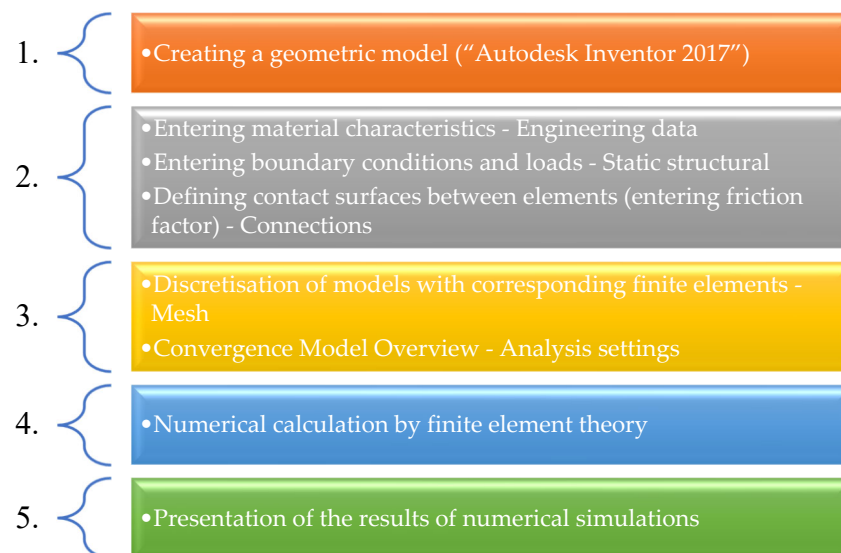 1.
•Creating a geometric model (“Autodesk Inventor 2017”)
2.
•Entering material characteristics - Engineering data
•Entering boundary conditions and loads - Static structural
•Defining contact surfaces between elements (entering friction
factor) - Connections
3.
•Discretisation of models with corresponding finite elements -
Mesh
•Convergence Model Overview - Analysis settings
4.
•Numerical calculation by finite element theory
5.
•Presentation of the results of numerical simulations